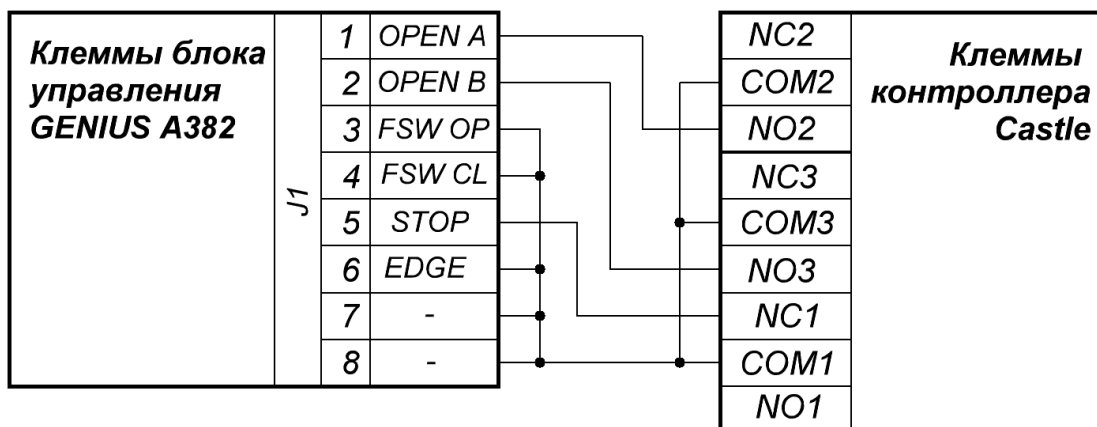 Клеммы блока
управления
GENIUS A382
J1
1 OPEN A
2 OPEN B
3 FSW OP
4 FSW CL
5 STOP
6 EDGE
7 -
8 -
NC2
COM2
NO2
NC3
COM3
NO3
NC1
COM1
NO1
Клеммы
контроллера
Castle